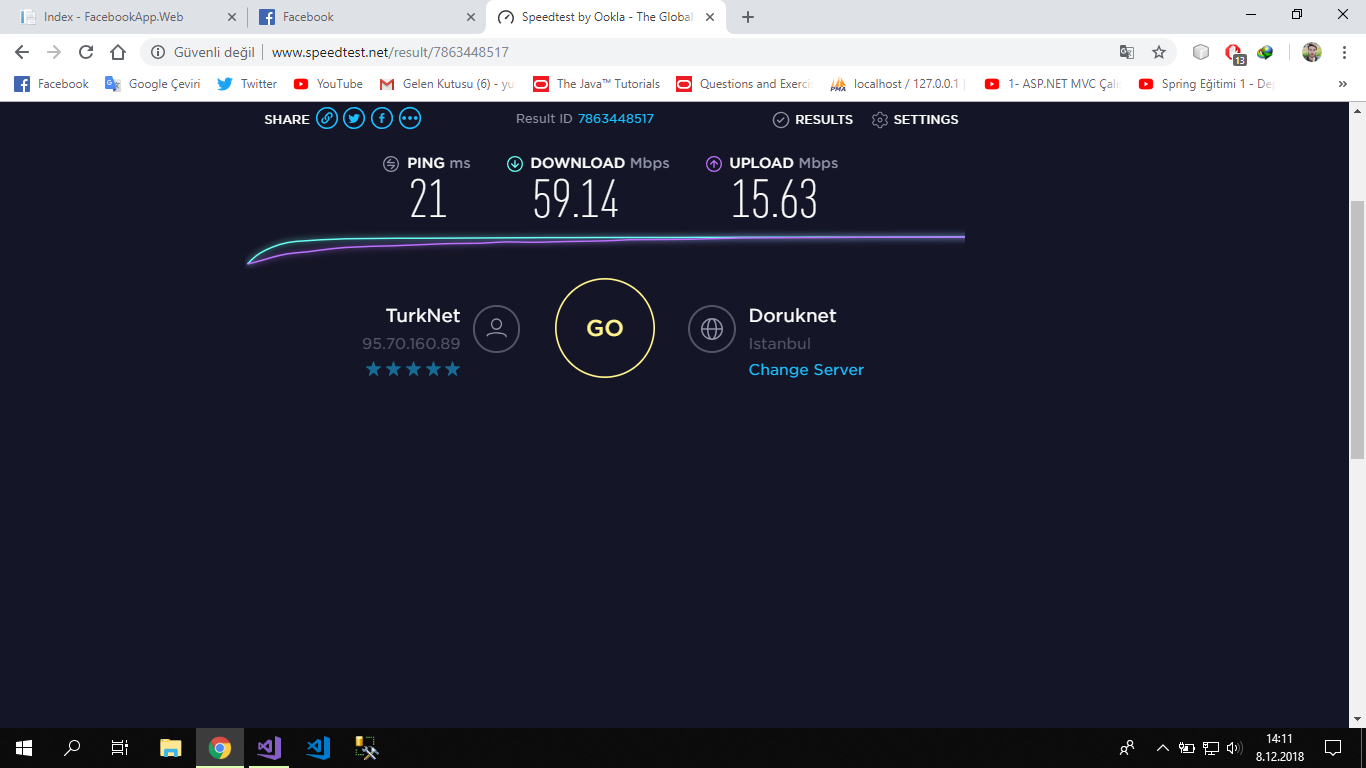 Index - FacebookApp.Web
Facebook
Speedtest by Ookla - The Global
Güvenli değil
www.speedtest.net/result/7863448517
13
Facebook
Google Çeviri
Twitter
YouTube
Gelen Kutusu (6) - yu
The Java™ Tutorials
Questions and Exerci
PMA
localhost / 127.0.0.1 |
1- ASP.NET MVC Çalı
Spring Eğitimi 1 - De
»
SHARE
Result ID 7863448517
RESULTS
SETTINGS
PING ms
DOWNLOAD Mbps
UPLOAD Mbps
21
59.14
15.63
TurkNet
95.70.160.89
GO
Doruknet
Istanbul
Change Server
14:11
8.12.2018